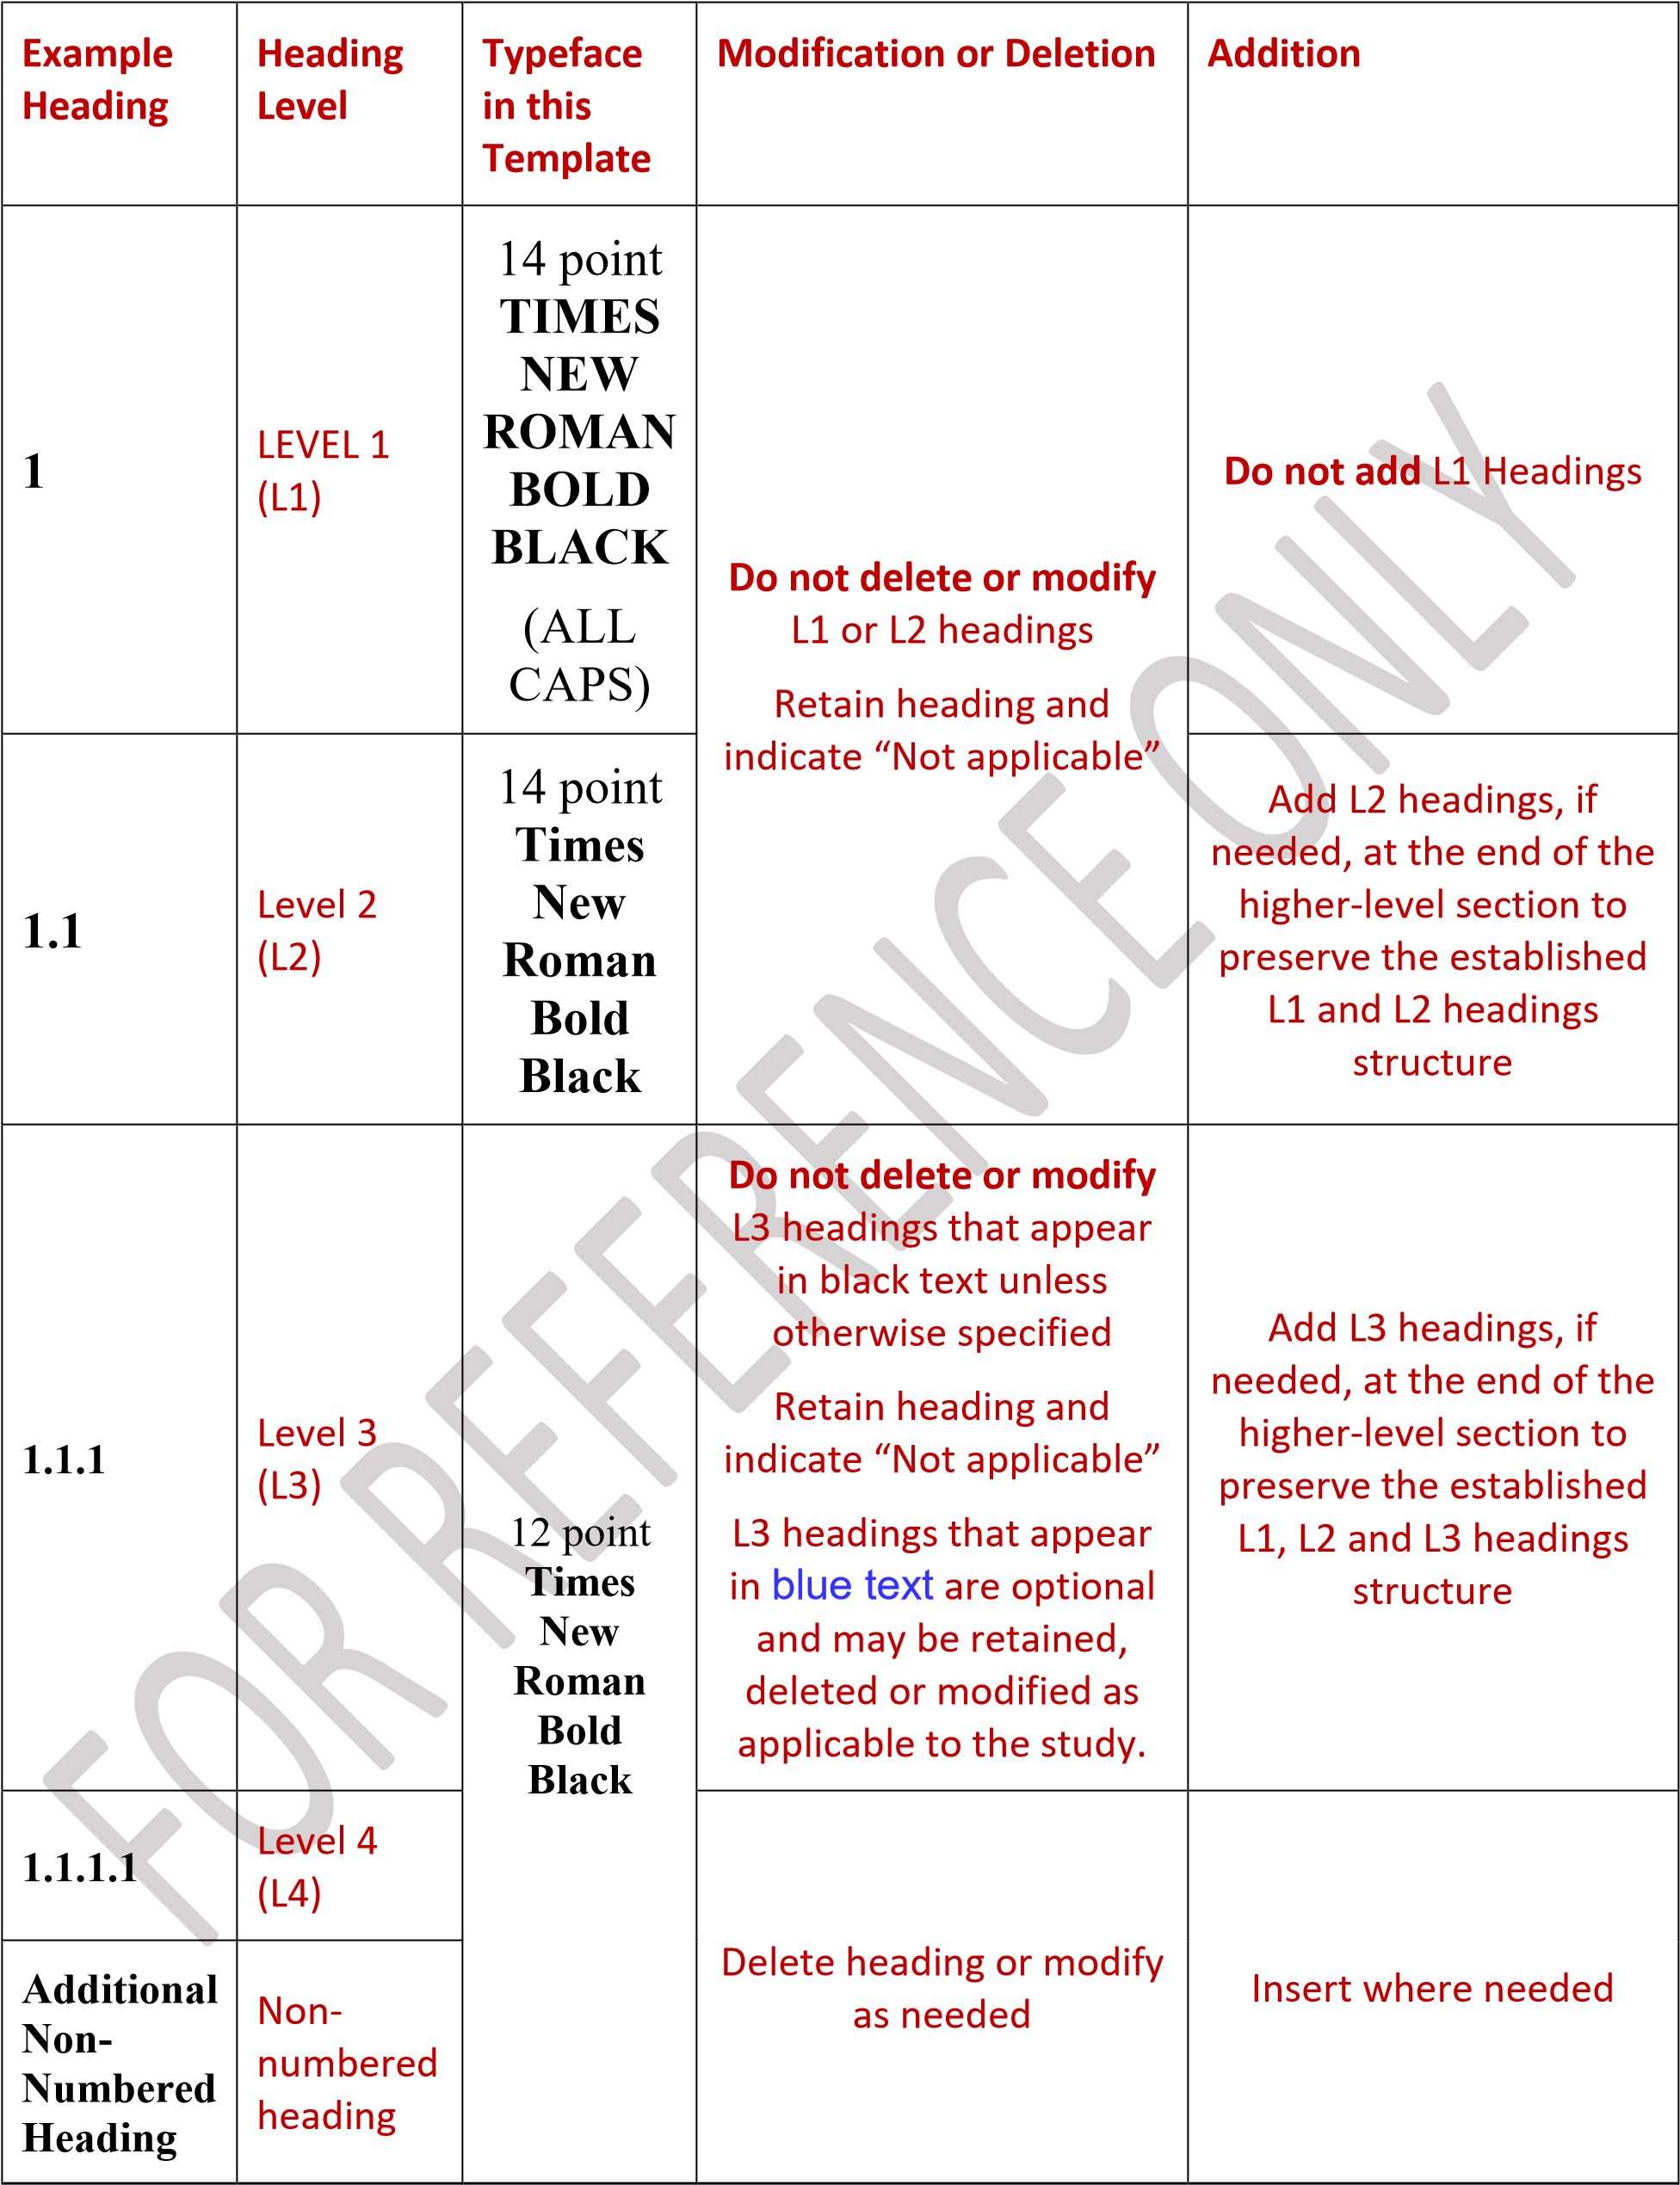 Example
Heading
Heading
Level
Typeface
in this
Template
Modification or Deletion
Addition
1
LEVEL 1
(L1)
14 point
TIMES
NEW
ROMAN
BOLD
BLACK
(ALL
CAPS)
Do not delete or modify
L1 or L2 headings
Retain heading and
indicate “Not applicable”
Do not add L1 Headings
1.1
Level 2
(L2)
14 point
Times
New
Roman
Bold
Black
Add L2 headings, if
needed, at the end of the
higher-level section to
preserve the established
L1 and L2 headings
structure
1.1.1
Level 3
(L3)
12 point
Times
New
Roman
Bold
Black
Do not delete or modify
L3 headings that appear
in black text unless
otherwise specified
Retain heading and
indicate “Not applicable”
L3 headings that appear
in blue text are optional
and may be retained,
deleted or modified as
applicable to the study.
Add L3 headings, if
needed, at the end of the
higher-level section to
preserve the established
L1, L2 and L3 headings
structure
1.1.1.1
Level 4
(L4)
Delete heading or modify
as needed
Insert where needed
Additional
Non-
Numbered
Heading
Non-
numbered
heading
FOR REFERENCE ONLY